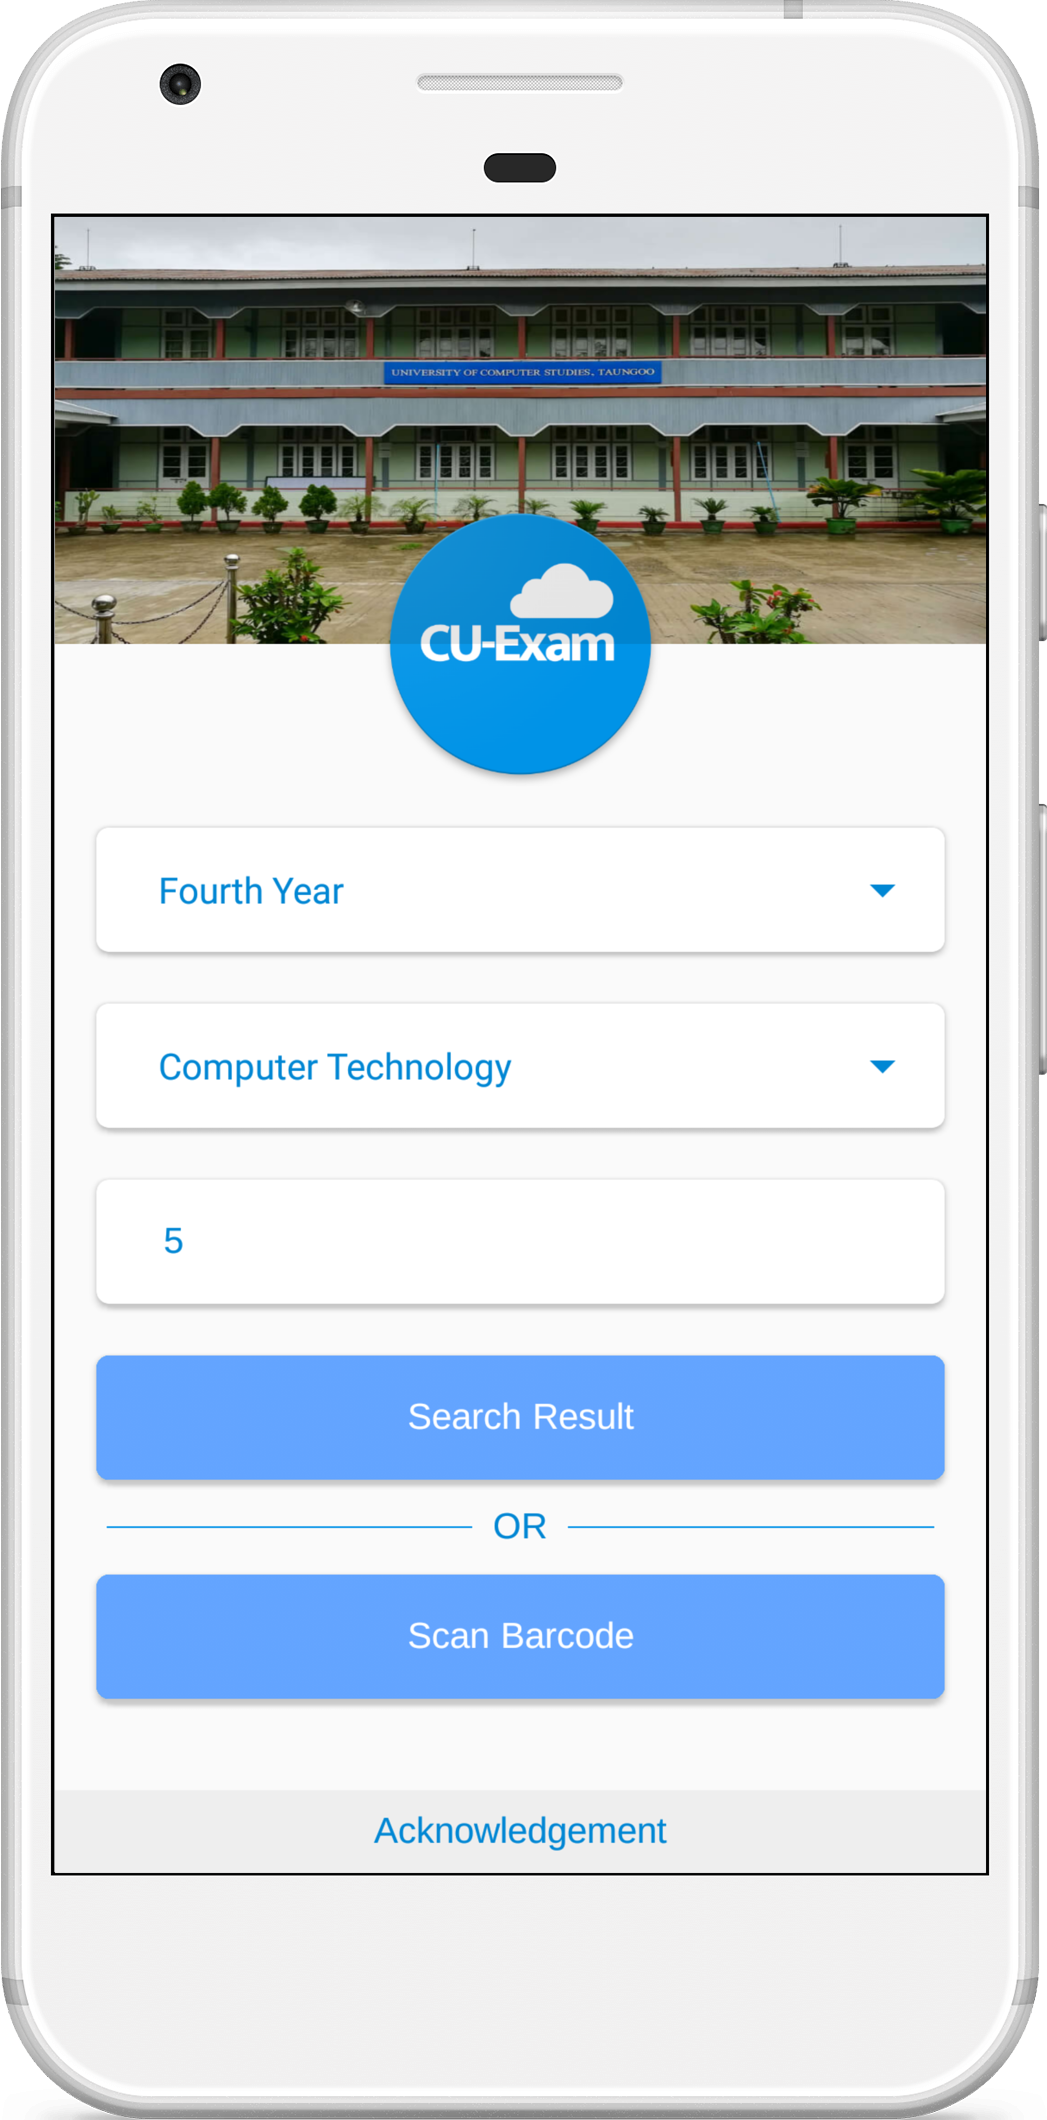 UNIVERSITY OF COMPUTER STUDIES, TAUNGOO
CU-Exam
Fourth Year
Computer Technology
5
Search Result
OR
Scan Barcode
Acknowledgement